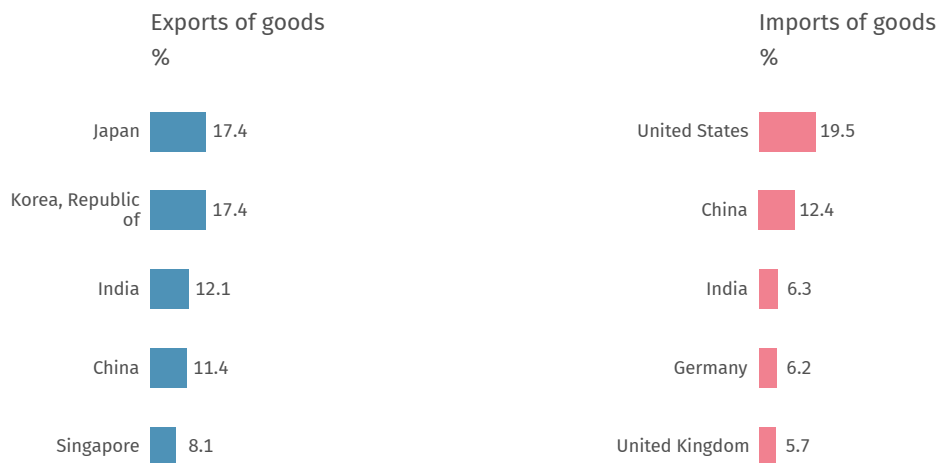 Exports of goods
%
Japan 17.4
Korea, Republic
of 17.4
India 12.1
China 11.4
Singapore 8.1
Imports of goods
%
United States 19.5
China 12.4
India 6.3
Germany 6.2
United Kingdom 5.7